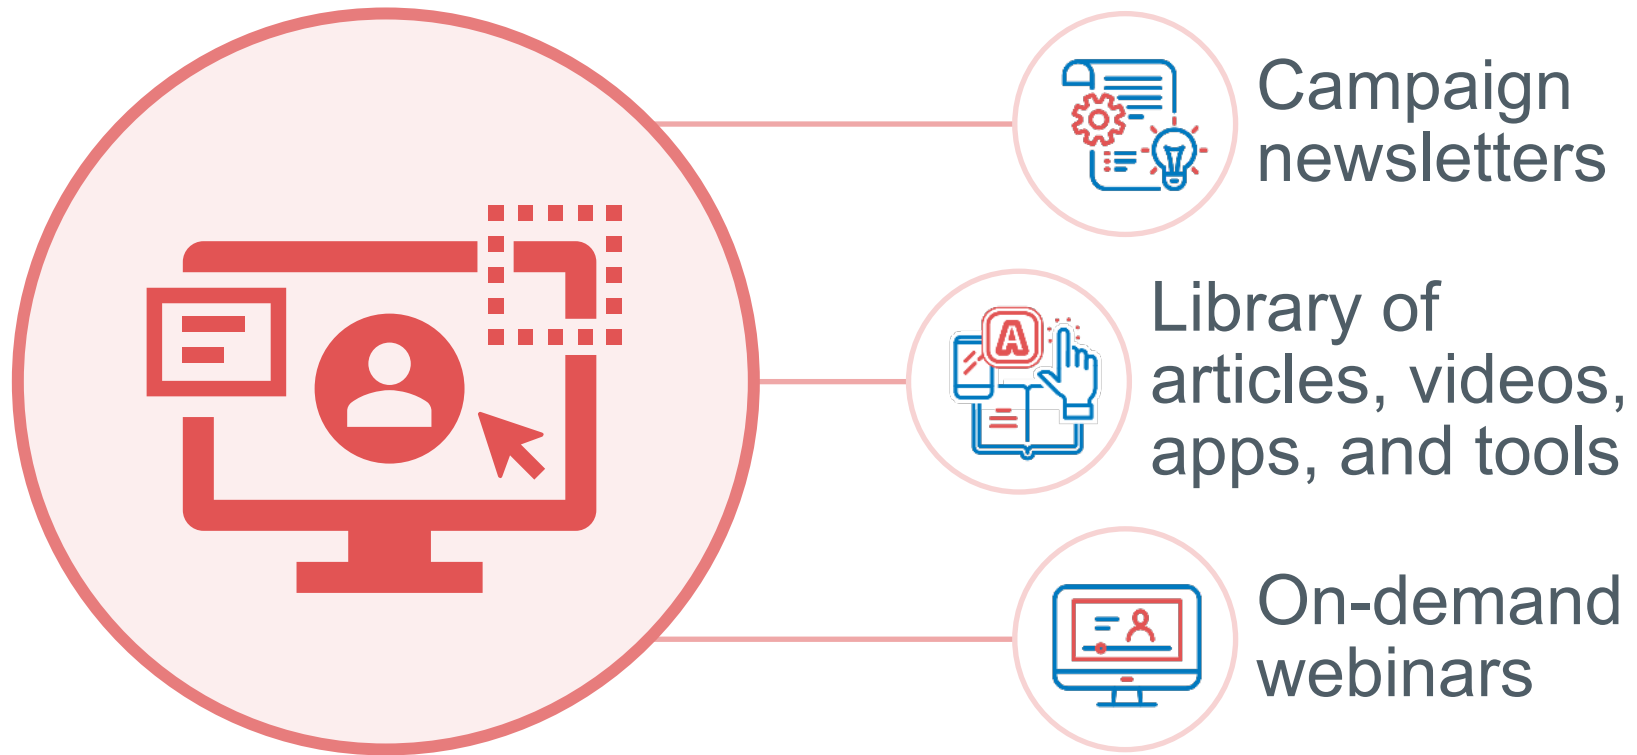 Campaign
newsletters
A
Library of
articles, videos,
apps, and tools
On-demand
webinars